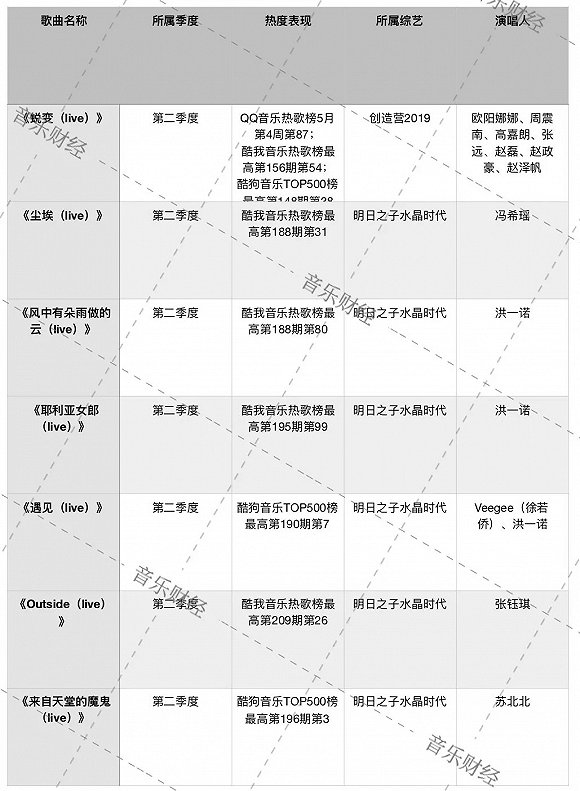 歌曲名称 所属季度 热度表现 所属综艺 演唱人
《蜕变（live）》 第二季度 QQ音乐热歌榜5月 创造营2019 欧阳娜娜、周震
第4周第87； 南、高嘉朗、张
酷我音乐热歌榜最 远、赵磊、赵政
高第156期第54； 豪、赵泽帆
酷狗音乐TOP500榜
最高第148期第28
《尘埃（live）》 第二季度 酷我音乐热歌榜最 明日之子水晶时代 冯希瑶
高第188期第31
《风中有朵雨做的 第二季度 酷我音乐热歌榜最 明日之子水晶时代 洪一诺
云（live）》 高第188期第80
《耶利亚女郎 第二季度 酷我音乐热歌榜最 明日之子水晶时代 洪一诺
（live）》 高第195期第99
《遇见（live）》 第二季度 酷狗音乐TOP500榜 明日之子水晶时代 Veegee（徐若
最高第190期第7 侨）、洪一诺
《Outside（live） 第二季度 酷我音乐热歌榜最 明日之子水晶时代 张钰琪
》 高第209期第26
《来自天堂的魔鬼 第二季度 酷狗音乐TOP500榜 明日之子水晶时代 苏北北
（live）》 最高第196期第3
音乐财经
音乐财经
音乐财经
音乐财经
音乐财经